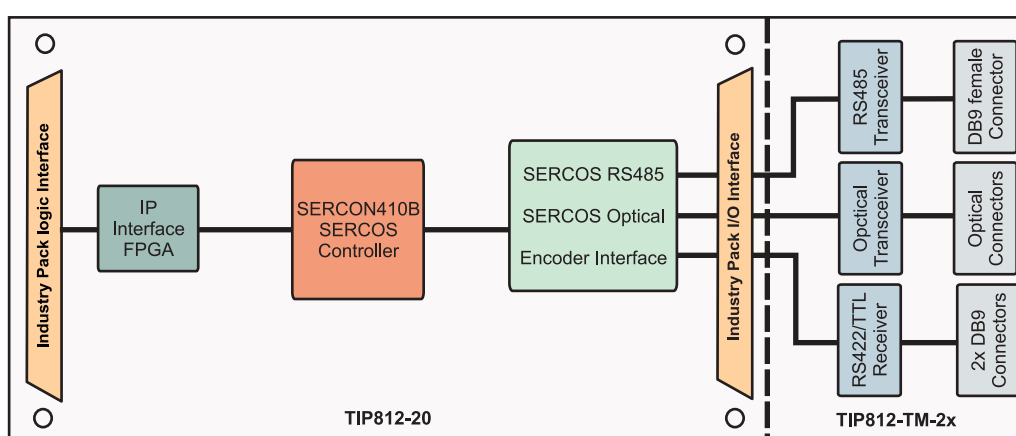 Industry Pack logic Interface
IP
Interface
FPGA
SERCON410B
SERCOS
Controller
SERCOS RS485
SERCOS Optical
Encoder Interface
Industry Pack I/O Interface
RS485
Transceiver
DB9 female
Connector
Opctical
Transceiver
Optical
Connectors
RS422/TTL
Receiver
2x DB9
Connectors
TIP812-20
TIP812-TM-2x